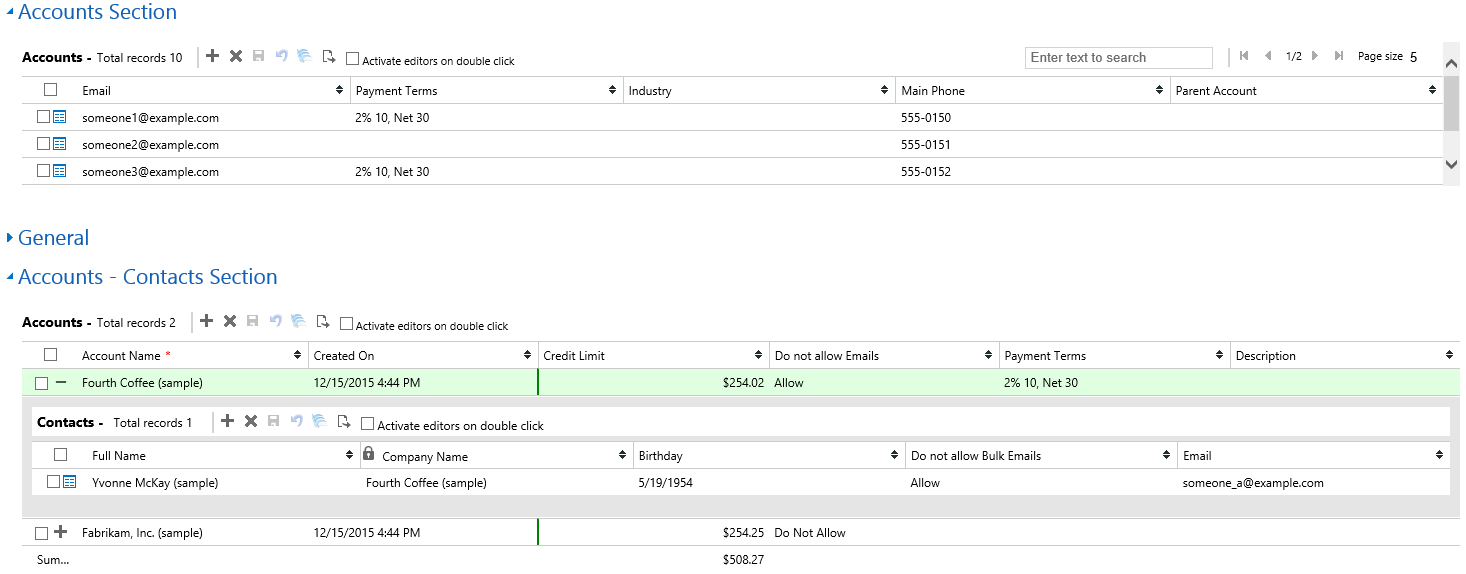 Accounts Section
Accounts - Total records 10 Activate editors on double click Enter text to search 1/2 Page size 5
Email Payment Terms Industry Main Phone Parent Account
someone1@example.com 2% 10, Net 30 555-0150
someone2@example.com 555-0151
someone3@example.com 2% 10, Net 30 555-0152
General
Accounts - Contacts Section
Accounts - Total records 2 Activate editors on double click
Account Name * Created On Credit Limit Do not allow Emails Payment Terms Description
Fourth Coffee (sample) 12/15/2015 4:44 PM $254.02 Allow 2% 10, Net 30
Contacts - Total records 1 Activate editors on double click
Full Name Company Name Birthday Do not allow Bulk Emails Email
Yvonne McKay (sample) Fourth Coffee (sample) 5/19/1954 Allow someone_a@example.com
Fabrikam, Inc. (sample) 12/15/2015 4:44 PM $254.25 Do Not Allow
Sum... $508.27